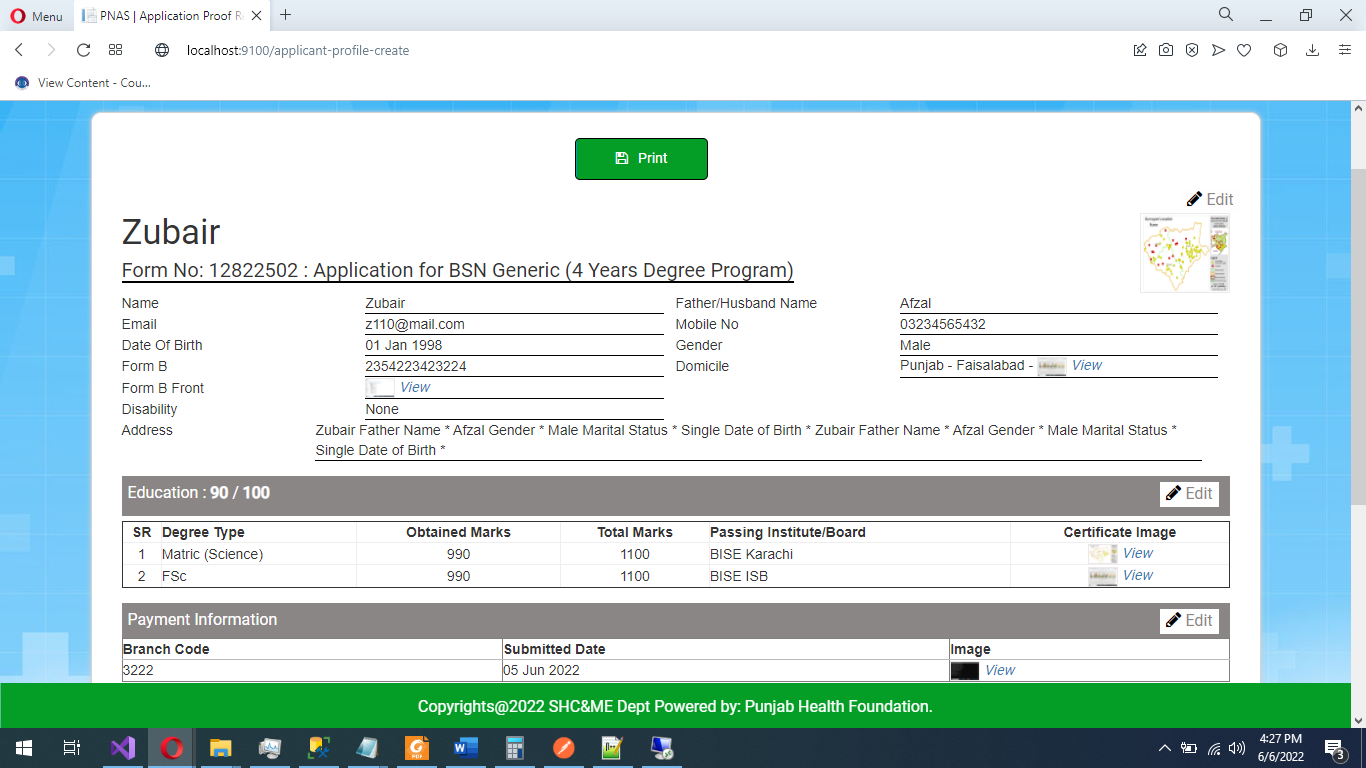 Menu
PNAS | Application Proof R
localhost:9100/applicant-profile-create
View Content - Cou...
Print
Edit
Zubair
Form No: 12822502 : Application for BSN Generic (4 Years Degree Program)
Name Zubair Father/Husband Name Afzal
Email z110@mail.com Mobile No 03234565432
Date Of Birth 01 Jan 1998 Gender Male
Form B 2354223423224 Domicile Punjab - Faisalabad - View
Form B Front View
Disability None
Address Zubair Father Name * Afzal Gender * Male Marital Status * Single Date of Birth * Zubair Father Name * Afzal Gender * Male Marital Status *
Single Date of Birth *
Education : 90 / 100 Edit
SR Degree Type Obtained Marks Total Marks Passing Institute/Board Certificate Image
1 Matric (Science) 990 1100 BISE Karachi View
2 FSc 990 1100 BISE ISB View
Payment Information Edit
Branch Code Submitted Date Image
3222 05 Jun 2022 View
Copyrights@2022 SHC&ME Dept Powered by: Punjab Health Foundation.
4:27 PM
6/6/2022
3